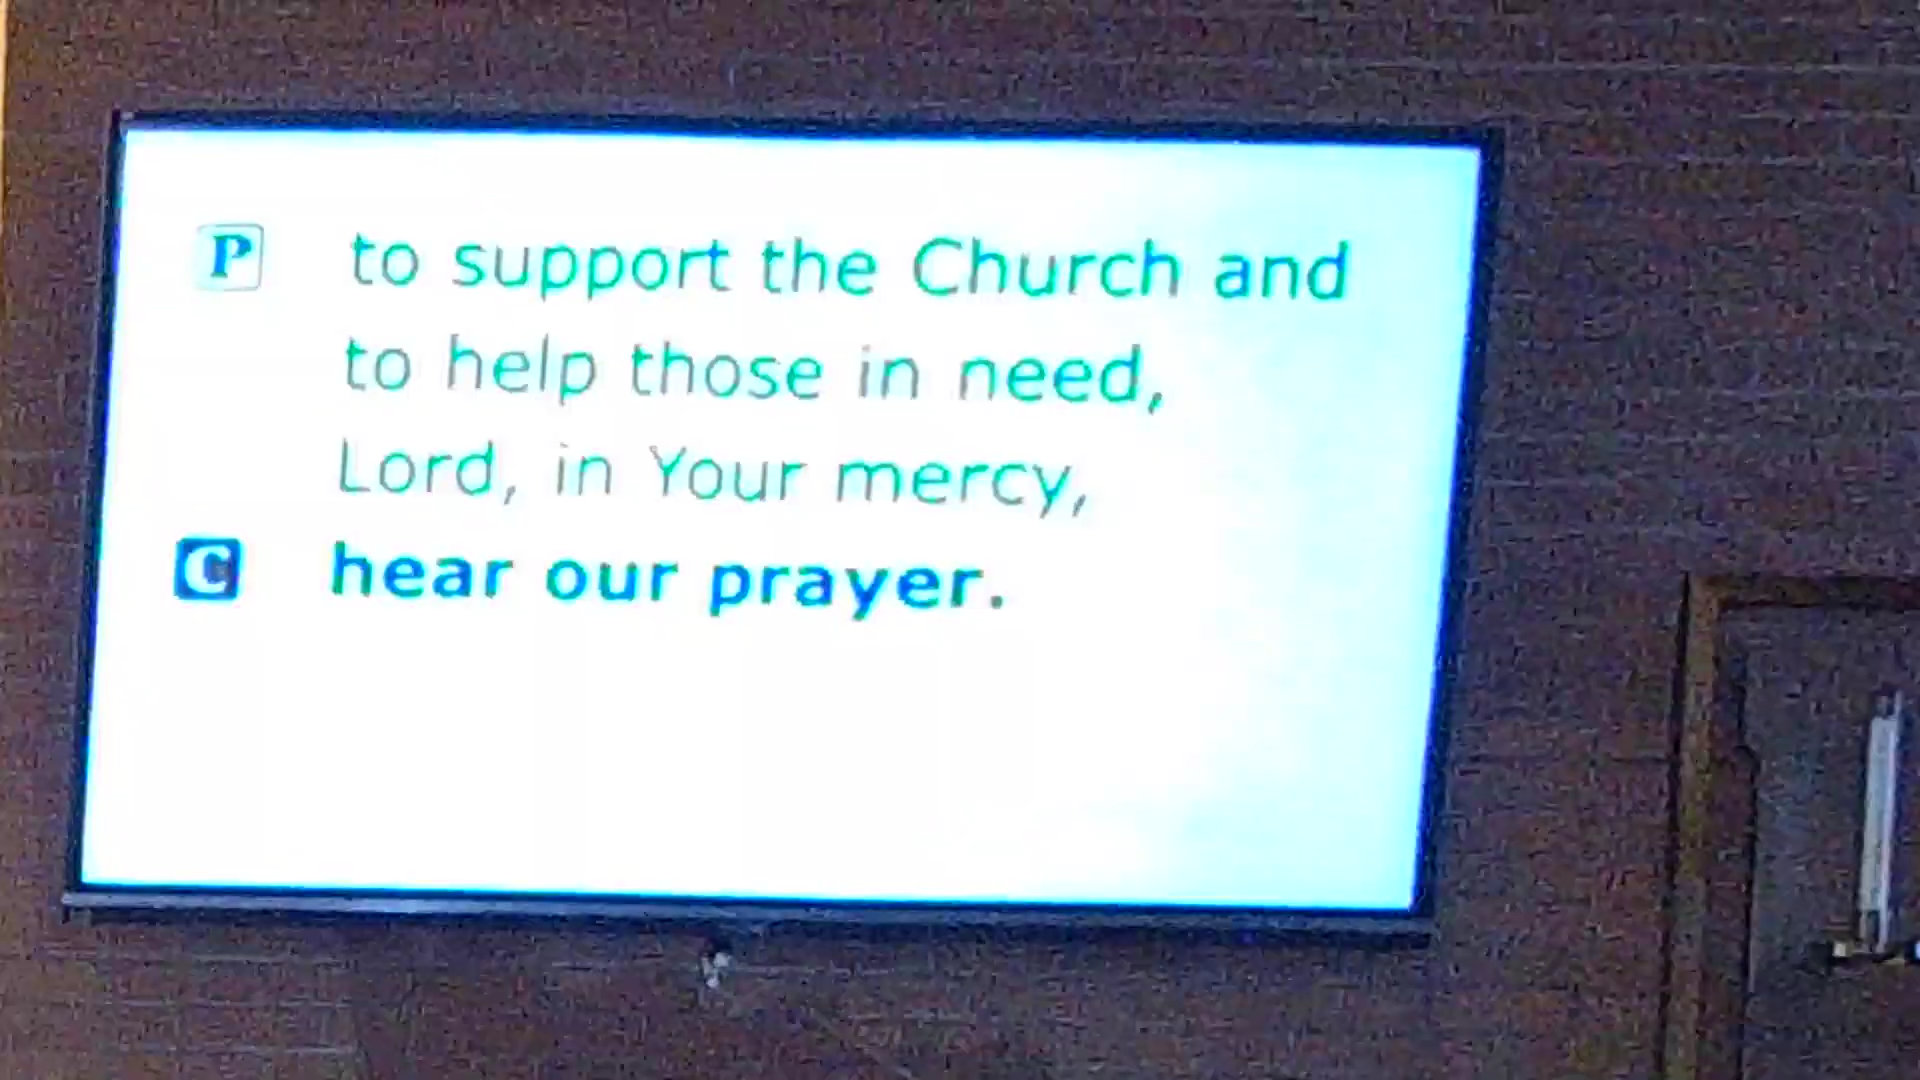 P to support the Church and
to help those in need,
Lord, in Your mercy,
C hear our prayer.